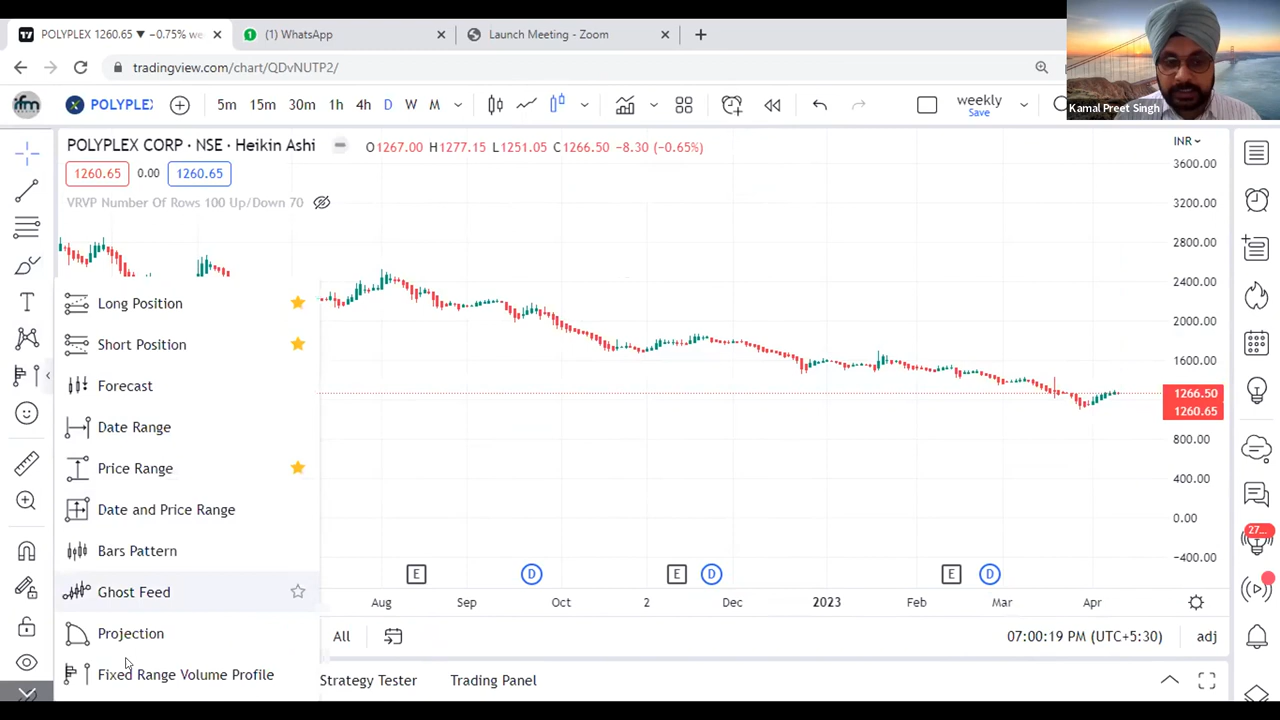 POLYPLEX 1260.65 ▼ −0.75% we
(1) WhatsApp
Launch Meeting - Zoom
tradingview.com/chart/QDvNUTP2/
Kamal Preet Singh
ifm
POLYPLEX
5m 15m 30m 1h 4h D W M
weekly
Save
POLYPLEX CORP · NSE · Heikin Ashi
O1267.00 H1277.15 L1251.05 C1266.50 −8.30 (−0.65%)
INR
1260.65 0.00 1260.65
VRVP Number Of Rows 100 Up/Down 70
3600.00
3200.00
2800.00
2400.00
2000.00
1600.00
1266.50
1260.65
800.00
400.00
0.00
−400.00
Long Position
Short Position
Forecast
Date Range
Price Range
Date and Price Range
Bars Pattern
Ghost Feed
Projection
Fixed Range Volume Profile
E D E D E D
Aug Sep Oct 2 Dec 2023 Feb Mar Apr
All
07:00:19 PM (UTC+5:30)
adj
Strategy Tester
Trading Panel
27...